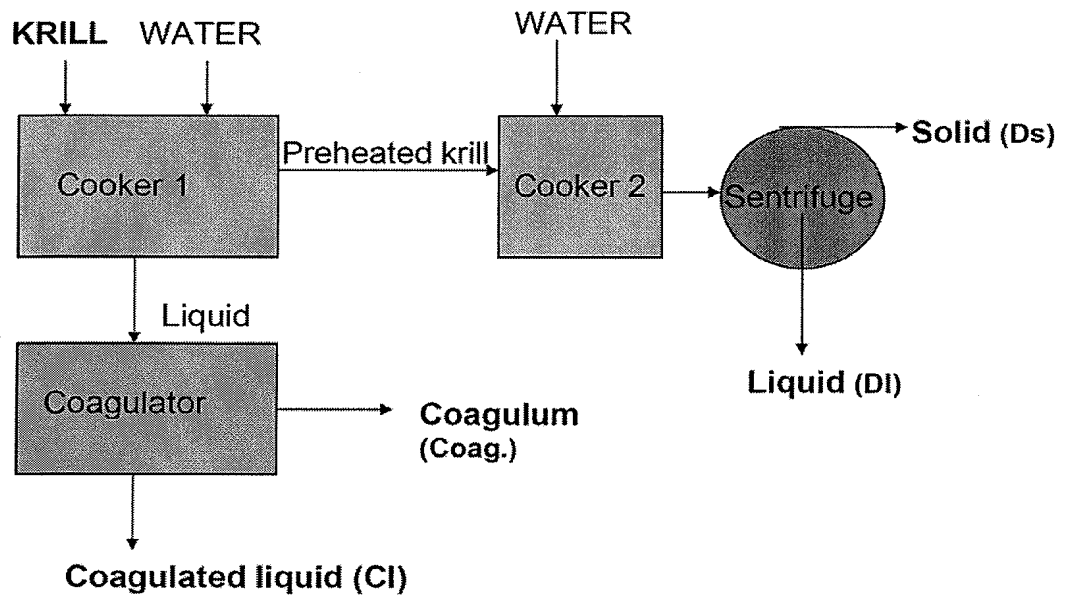 KRILL WATER
WATER
Cooker 1
Preheated krill
Cooker 2
Sentrifuge
Solid (Ds)
Liquid
Liquid (Dl)
Coagulator
Coagulum
(Coag.)
Coagulated liquid (Cl)